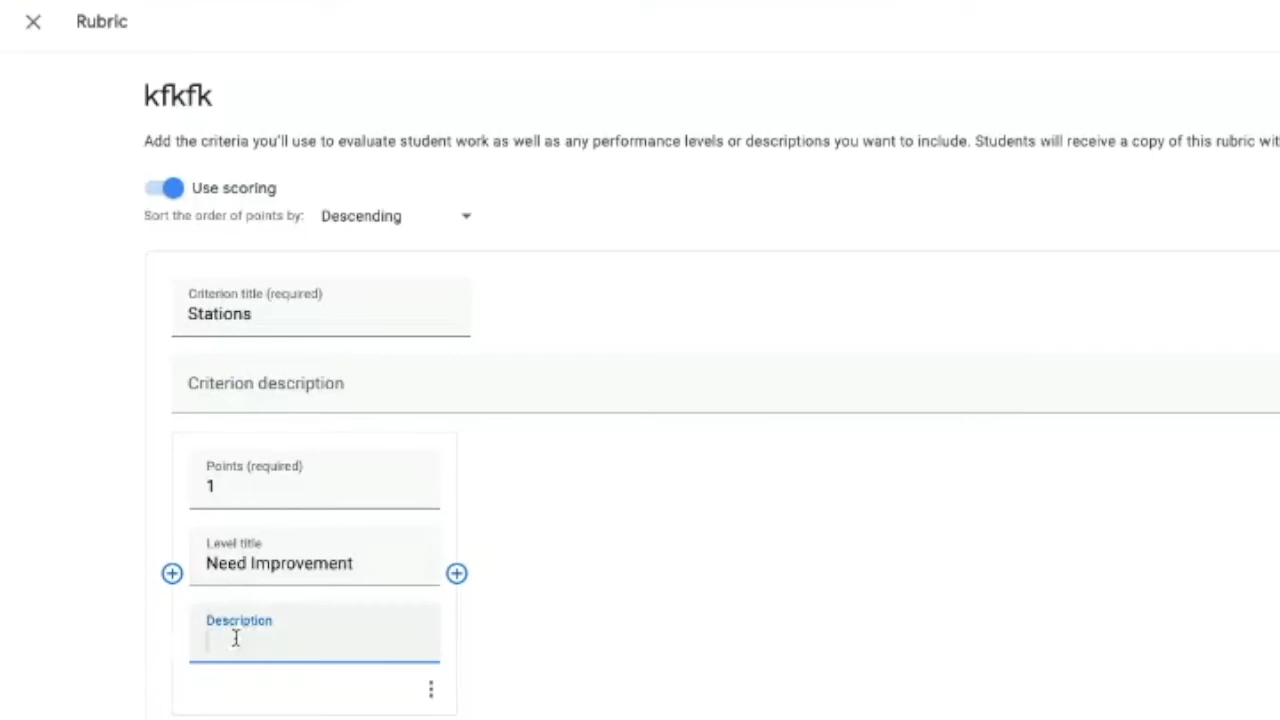 Rubric
kfkfk
Add the criteria you'll use to evaluate student work as well as any performance levels or descriptions you want to include. Students will receive a copy of this rubric
Use scoring
Sort the order of points by: Descending
Criterion title (required)
Stations
Criterion description
Points (required)
1
Level title
Need Improvement
Description